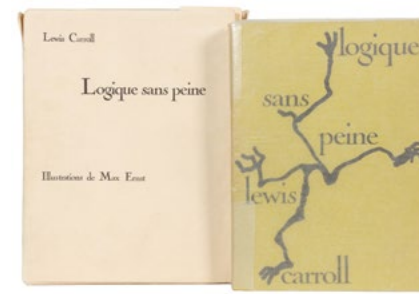 Lewis Carroll
Logique sans peine
Illustrations de Max Ernst
logique
sans
peine
lewis
carroll